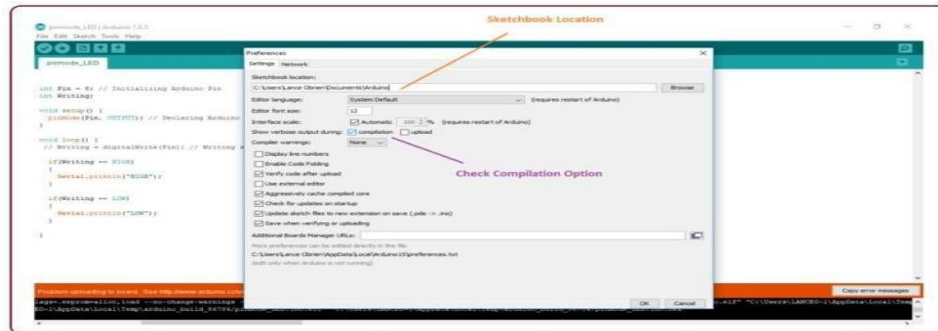 Sketchbook Location
pinmode_LED | Arduino 1.8.5
File Edit Sketch Tools Help
pinmode_LED
Preferences
Settings Network
Sketchbook location:
C:\Users\Lance Obrien\Documents\Arduino
Browse
Editor language: System Default (requires restart of Arduino)
Editor font size: 12
Interface scale: Automatic 100 % (requires restart of Arduino)
Show verbose output during: compilation upload
Compiler warnings: None
Display line numbers
Enable Code Folding
Verify code after upload
Check Compilation Option
Use external editor
Aggressively cache compiled core
Check for updates on startup
Update sketch files to new extension on save (.pde -> .ino)
Save when verifying or uploading
Additional Boards Manager URLs:
More preferences can be edited directly in the file
C:\Users\Lance Obrien\AppData\Local\Arduino15\preferences.txt
(edit only when Arduino is not running)
OK Cancel
int Pin = 8; // Initializing Arduino Pin
int Writing;
void setup() {
pinMode(Pin, OUTPUT); // Declaring Arduino
}
void loop() {
// Writing = digitalWrite(Pin); // Writing
if(Writing == HIGH)
{
Serial.println("HIGH");
}
if(Writing == LOW)
{
Serial.println("LOW");
}
}
Problem uploading to board. See http://www.arduino.cc/en
Copy error messages